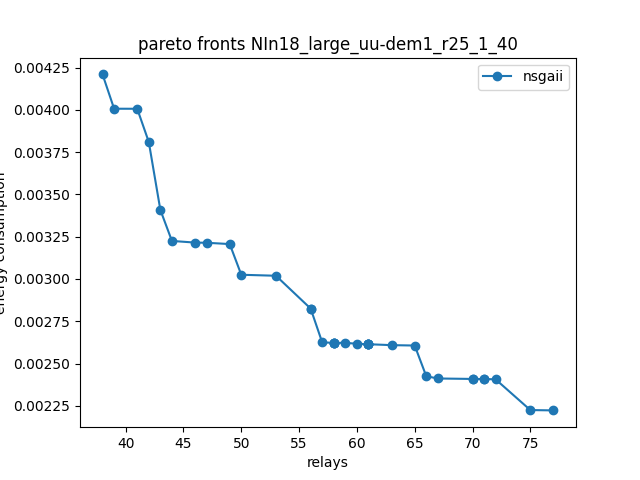 pareto fronts NIn18_large_uu-dem1_r25_1_40
nsgaii
0.00425
0.00400
0.00375
0.00350
0.00325
0.00300
0.00275
0.00250
0.00225
energy consumption
40 45 50 55 60 65 70 75
relays